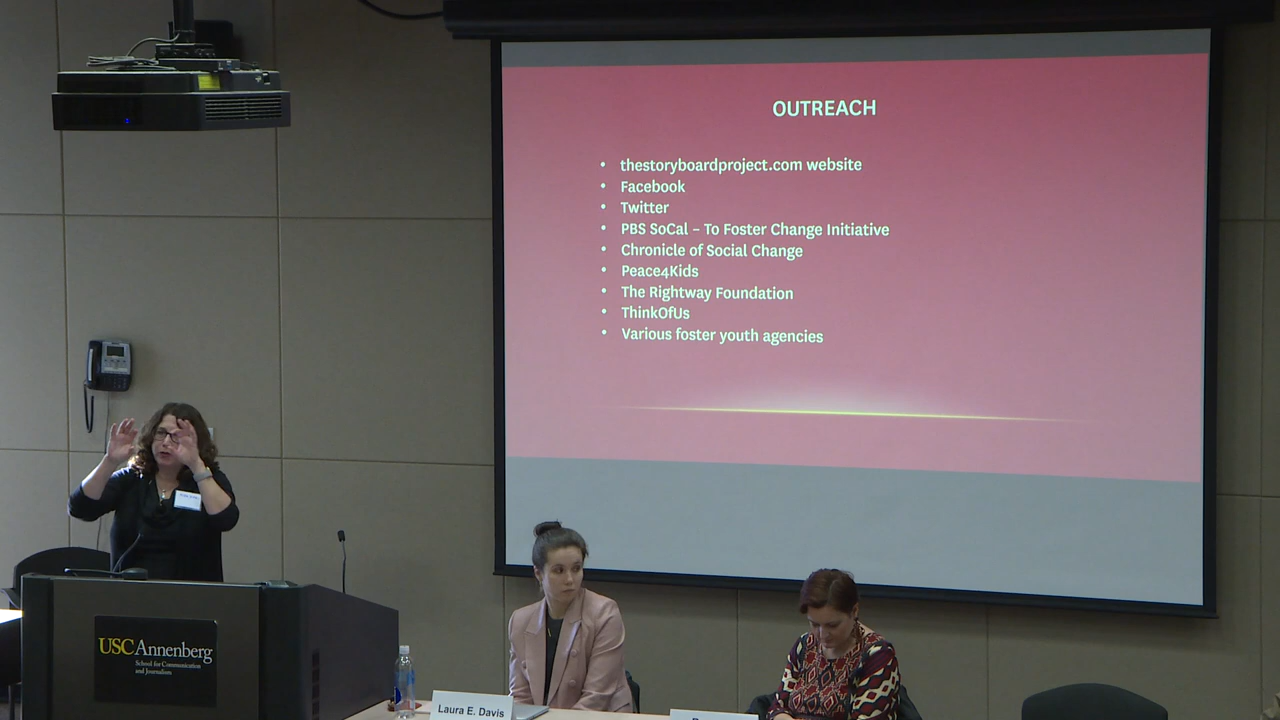 OUTREACH
• thestoryboardproject.com website
• Facebook
• Twitter
• PBS SoCal – To Foster Change Initiative
• Chronicle of Social Change
• Peace4Kids
• The Rightway Foundation
• ThinkOfUs
• Various foster youth agencies
USCAnnenberg
School for Communication
and Journalism
Laura E. Davis